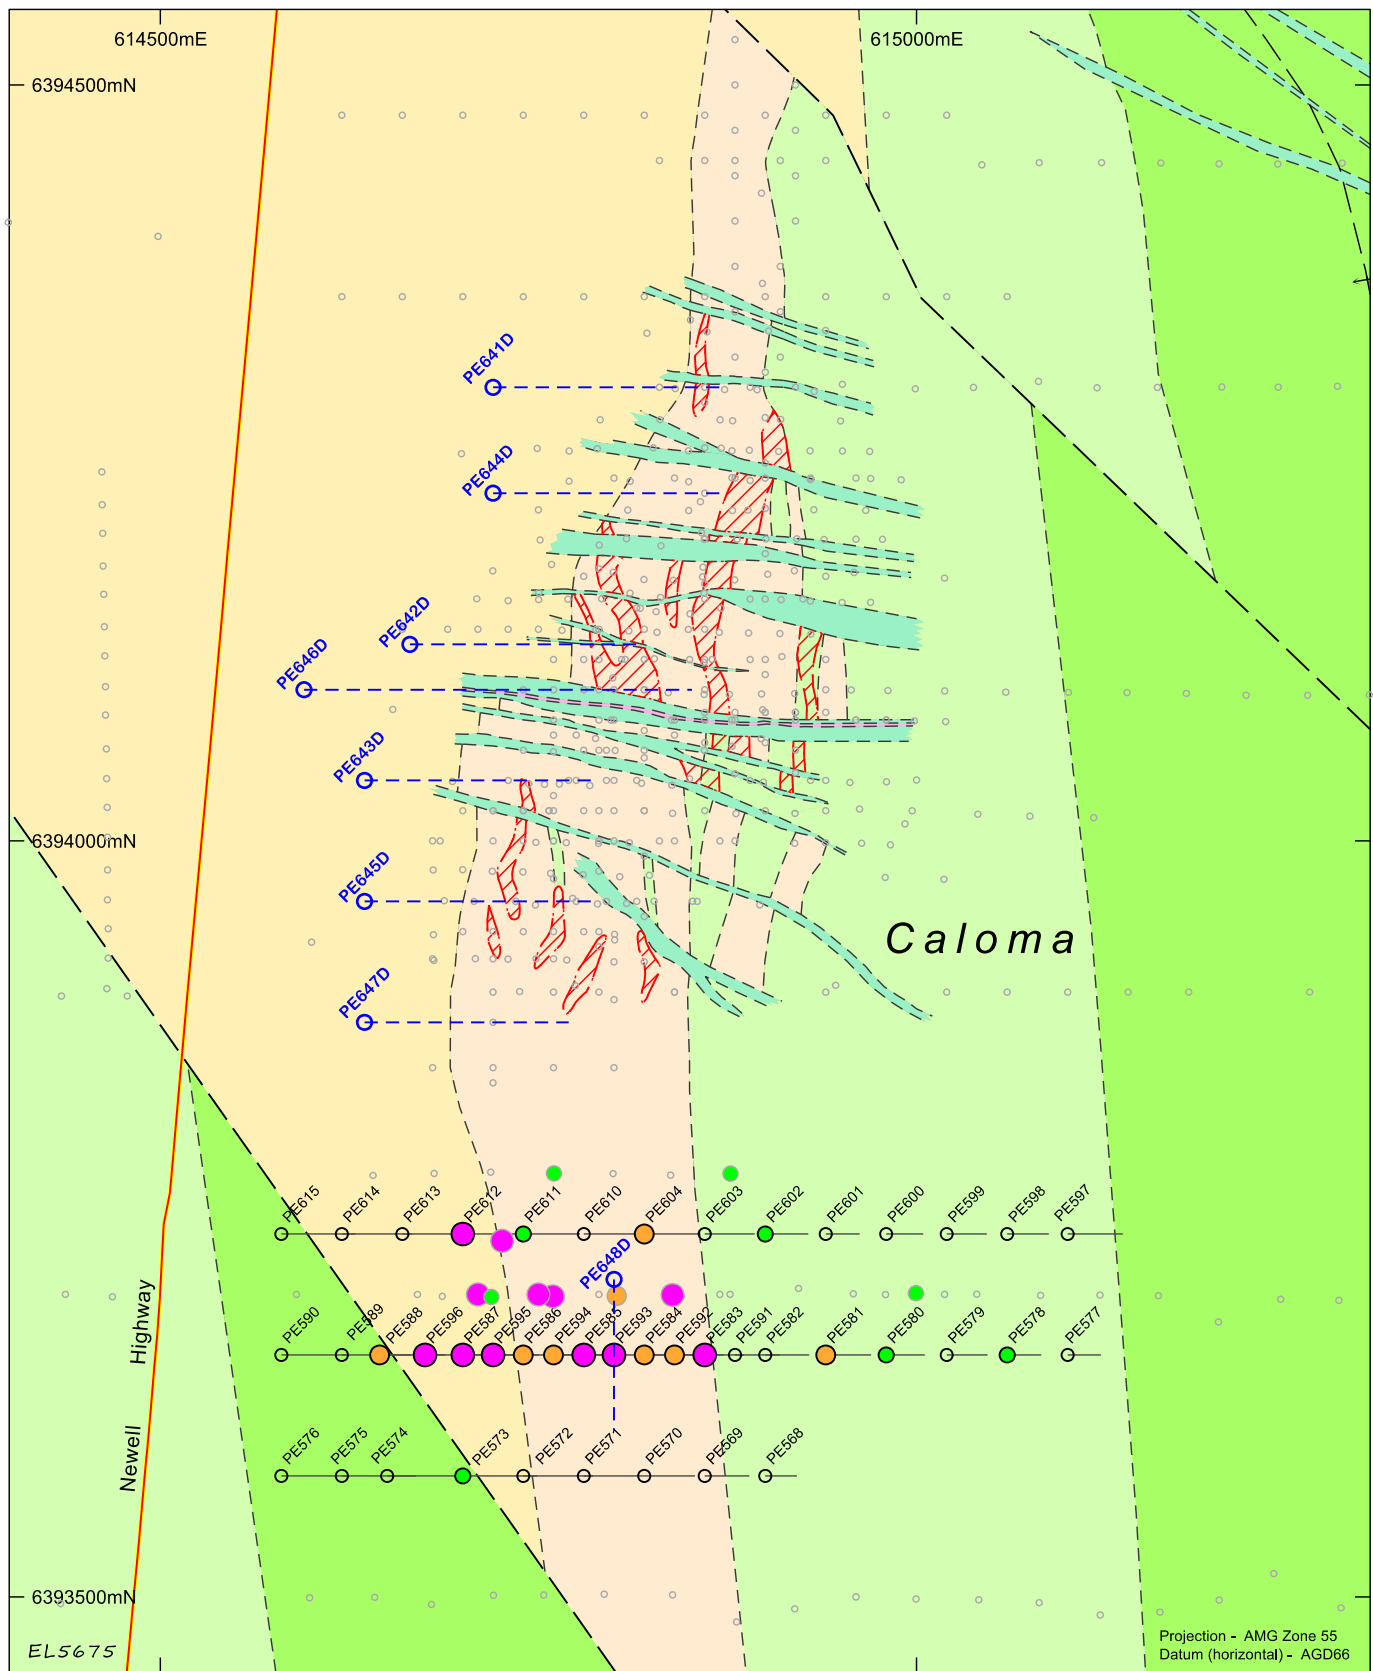 614500mE
615000mE
6394500mN
PE641D
PE644D
PE642D
PE646D
PE643D
6394000mN
PE645D
Caloma
PE647D
PE615
PE614
PE613
PE612
PE611
PE610
PE604
PE603
PE602
PE601
PE600
PE599
PE598
PE597
PE648D
PE590
PE589
PE588
PE596
PE587
PE595
PE586
PE594
PE585
PE593
PE584
PE592
PE583
PE591
PE582
PE581
PE580
PE579
PE578
PE577
Newell Highway
PE576
PE575
PE574
PE573
PE572
PE571
PE570
PE569
PE568
6393500mN
EL5675
Projection - AMG Zone 55
Datum (horizontal) - AGD66